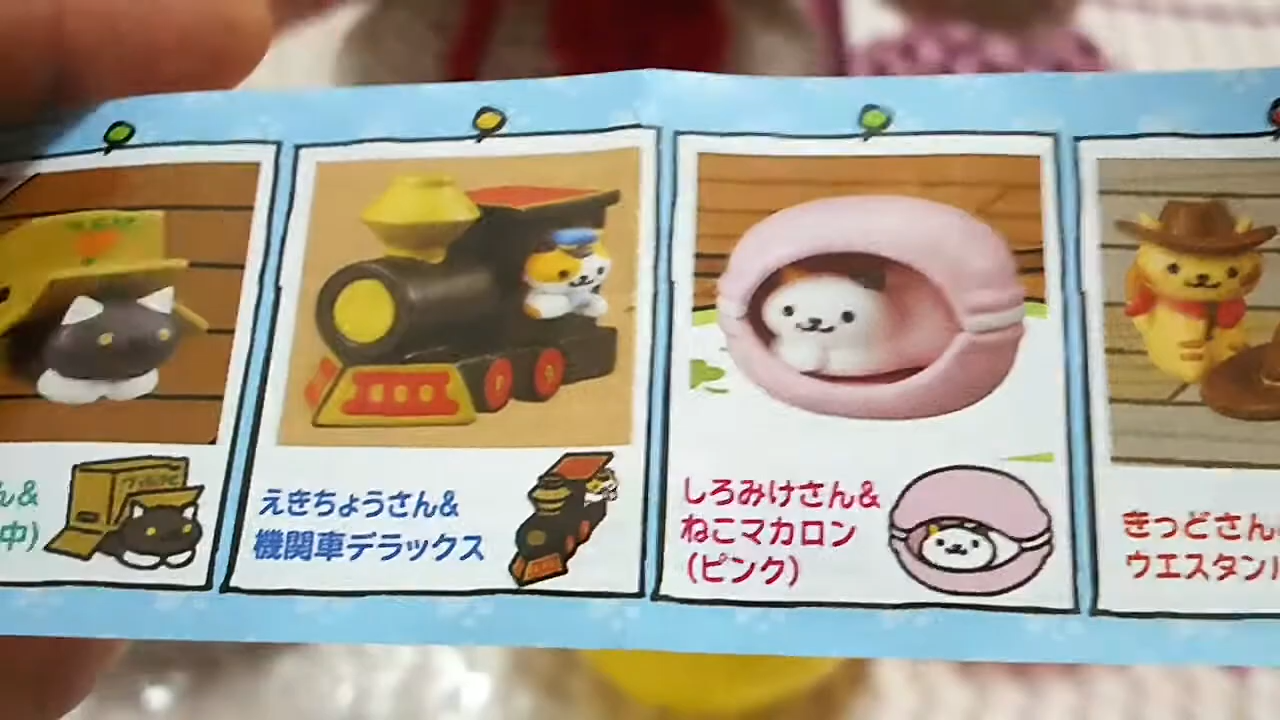 ん&
中)
えきちょうさん&
機関車デラックス
しろみけさん&
ねこマカロン
(ピンク)
きっどさん
ウエスタン